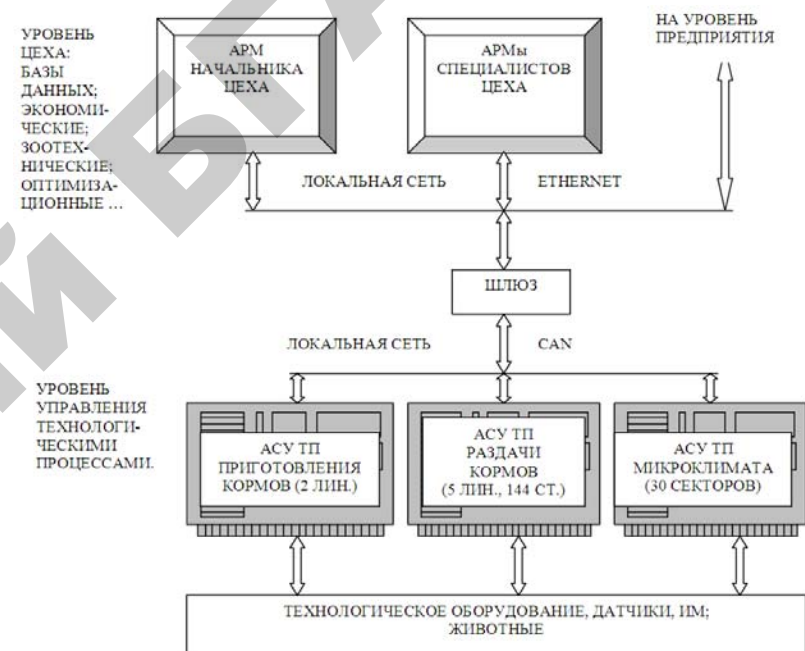 УРОВЕНЬ
ЦЕХА:
БАЗЫ
ДАННЫХ;
ЭКОНОМИ-
ЧЕСКИЕ;
ЗООТЕХ-
НИЧЕСКИЕ;
ОПТИМИЗА-
ЦИОННЫЕ ...
АРМ
НАЧАЛЬНИКА
ЦЕХА
АРМы
СПЕЦИАЛИСТОВ
ЦЕХА
НА УРОВЕНЬ
ПРЕДПРИЯТИЯ
ЛОКАЛЬНАЯ СЕТЬ ETHERNET
ШЛЮЗ
ЛОКАЛЬНАЯ СЕТЬ CAN
УРОВЕНЬ
УПРАВЛЕНИЯ
ТЕХНОЛОГИ-
ЧЕСКИМИ
ПРОЦЕССАМИ.
АСУ ТП
ПРИГОТОВЛЕНИЯ
КОРМОВ (2 ЛИН.)
АСУ ТП
РАЗДАЧИ
КОРМОВ
(5 ЛИН., 144 СТ.)
АСУ ТП
МИКРОКЛИМАТА
(30 СЕКТОРОВ)
ТЕХНОЛОГИЧЕСКОЕ ОБОРУДОВАНИЕ, ДАТЧИКИ, ИМ;
ЖИВОТНЫЕ